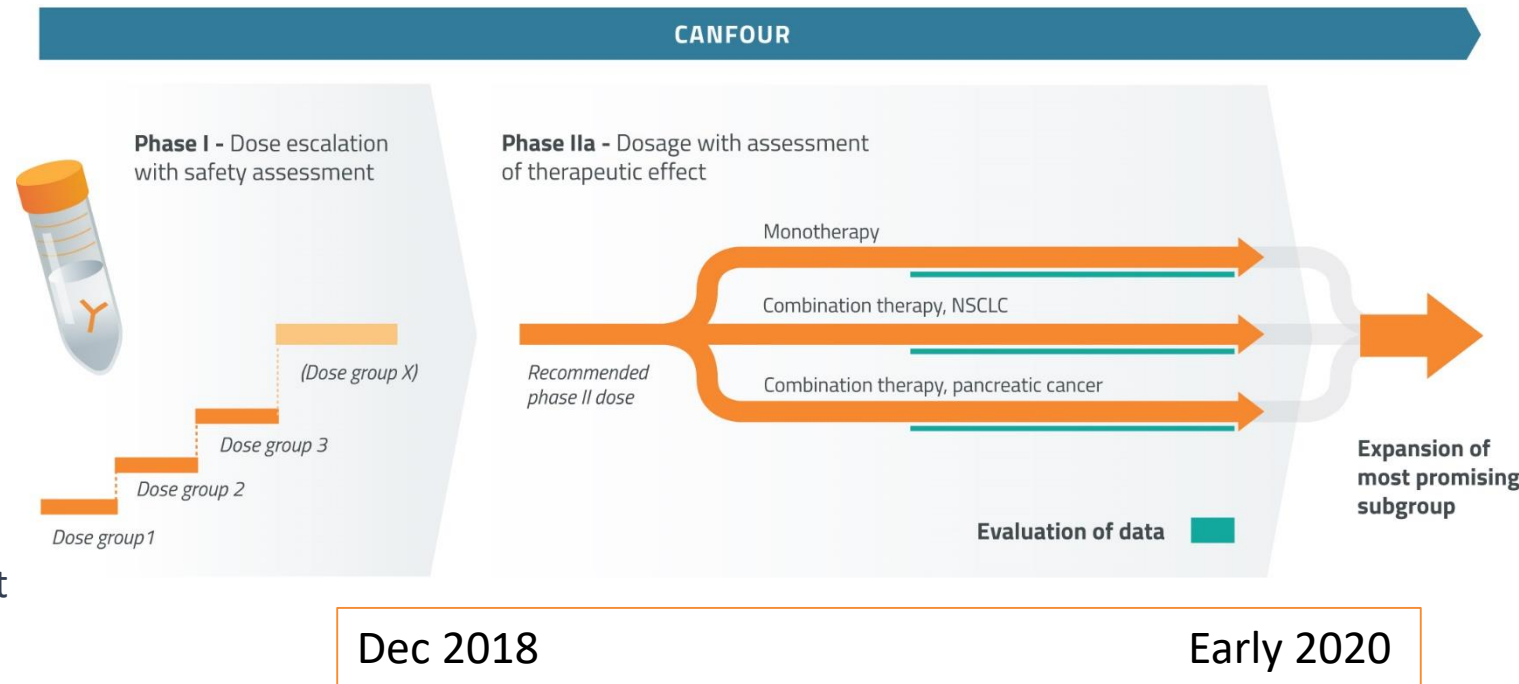 CANFOUR
Phase I - Dose escalation
with safety assessment
Phase IIa - Dosage with assessment
of therapeutic effect
Monotherapy
Combination therapy, NSCLC
Combination therapy, pancreatic cancer
Recommended
phase II dose
(Dose group X)
Dose group 3
Dose group 2
Dose group1
Evaluation of data
Expansion of
most promising
subgroup
t
Dec 2018
Early 2020